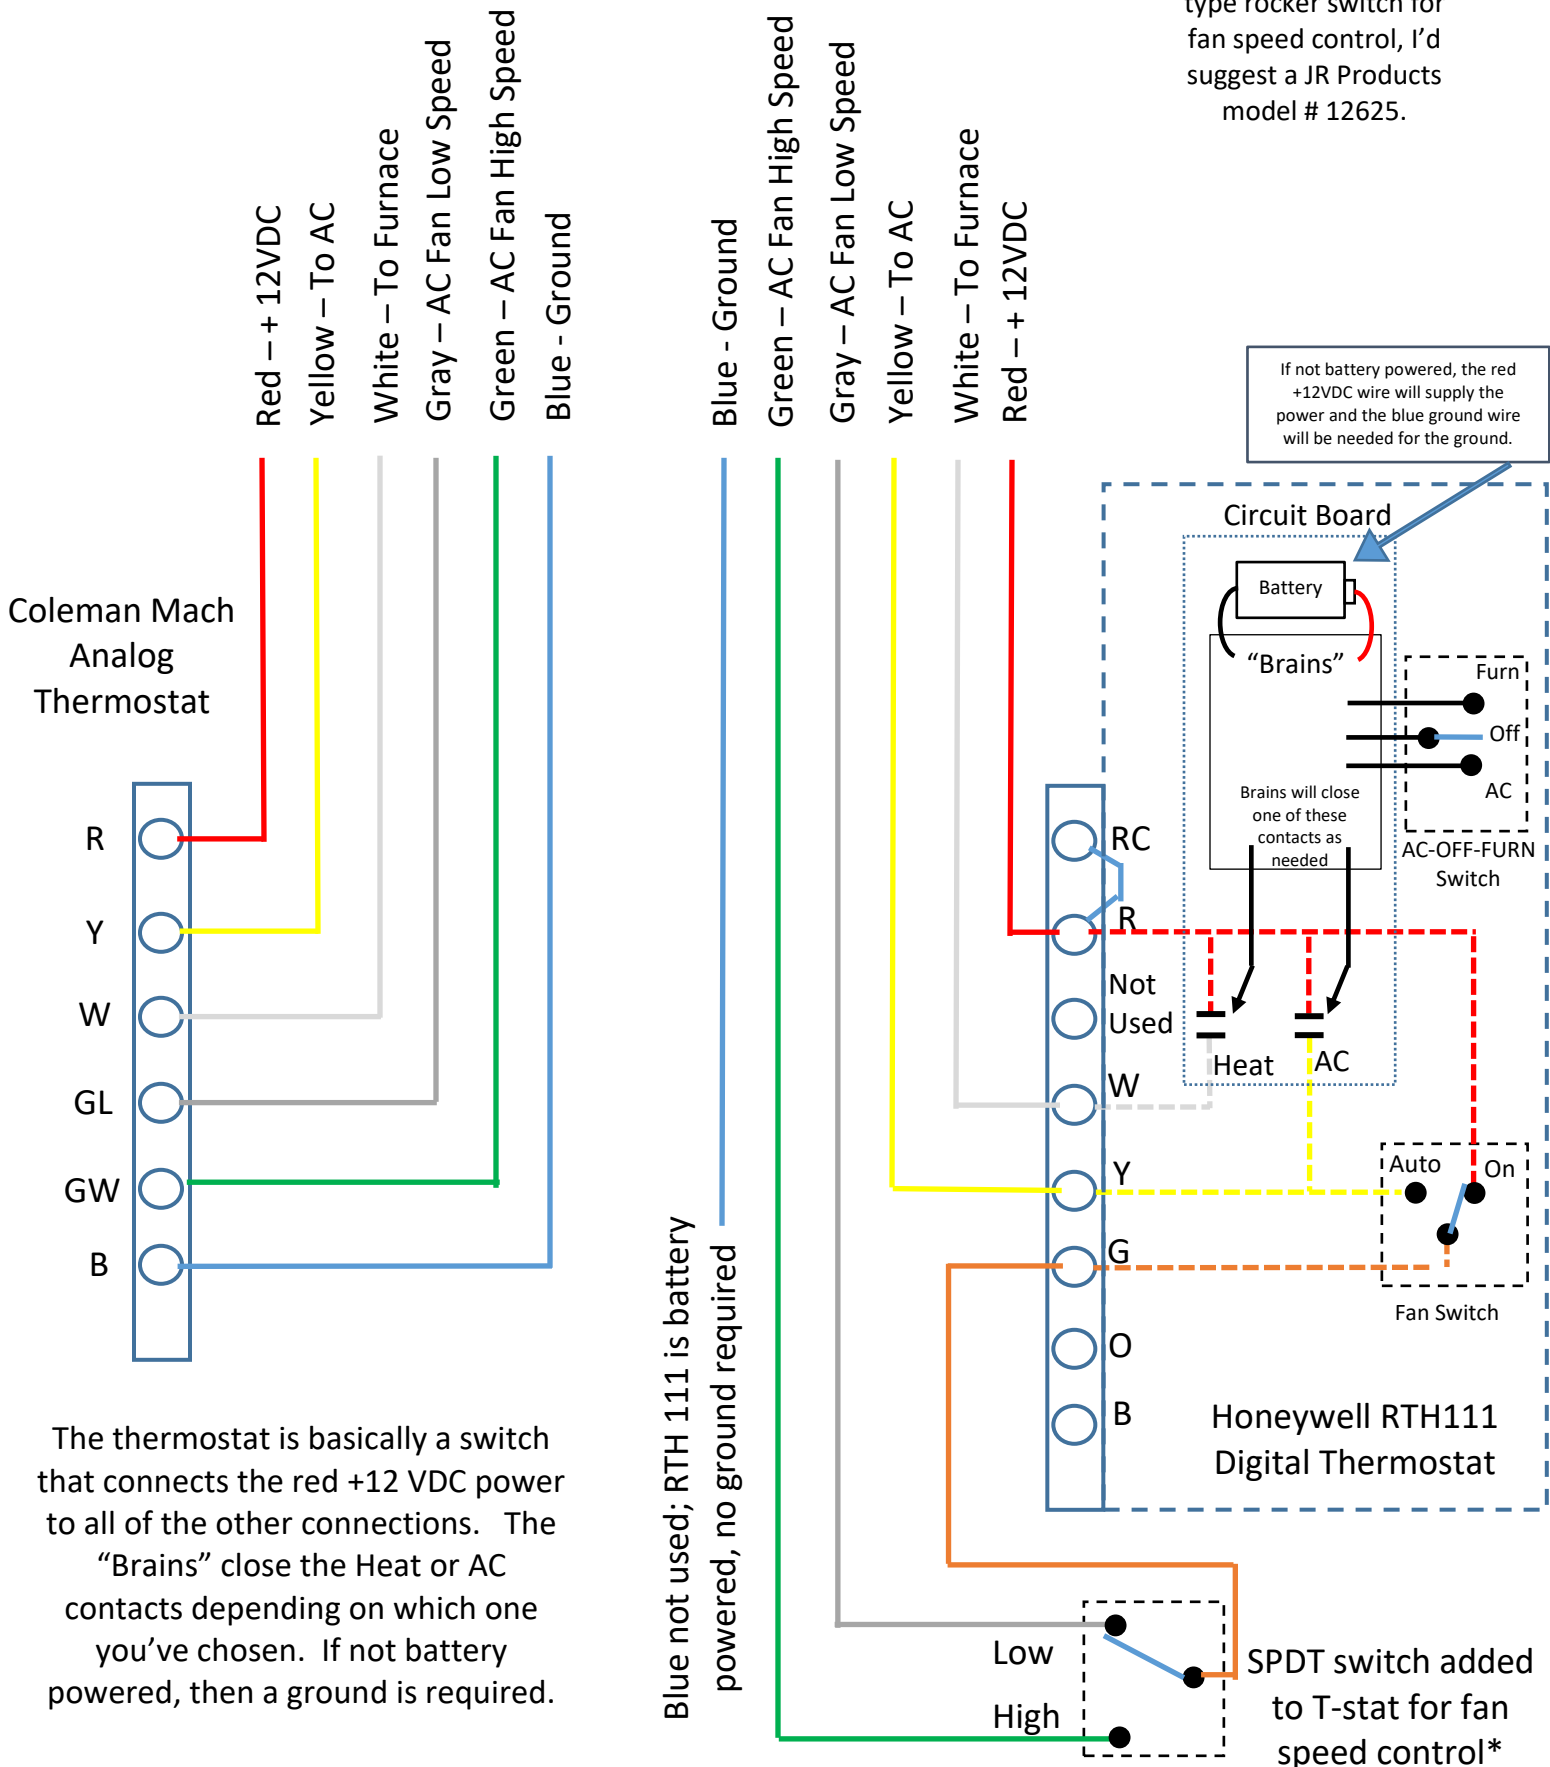 type rocker switch for
fan speed control, I’d
suggest a JR Products
model # 12625.
Red – + 12VDC
Yellow – To AC
White – To Furnace
Gray – AC Fan Low Speed
Green – AC Fan High Speed
Blue - Ground
Blue - Ground
Green – AC Fan High Speed
Gray – AC Fan Low Speed
Yellow – To AC
White – To Furnace
Red – + 12VDC
If not battery powered, the red
+12VDC wire will supply the
power and the blue ground wire
will be needed for the ground.
Coleman Mach
Analog
Thermostat
R
Y
W
GL
GW
B
Circuit Board
Battery
“Brains”
Furn
Off
AC
AC-OFF-FURN
Switch
Brains will close
one of these
contacts as
needed
RC
R
Not
Used
W
Y
G
O
B
Heat
AC
Auto
On
Fan Switch
Honeywell RTH111
Digital Thermostat
Blue not used; RTH 111 is battery
powered, no ground required
The thermostat is basically a switch
that connects the red +12 VDC power
to all of the other connections.   The
“Brains” close the Heat or AC
contacts depending on which one
you’ve chosen.  If not battery
powered, then a ground is required.
Low
High
SPDT switch added
to T-stat for fan
speed control*